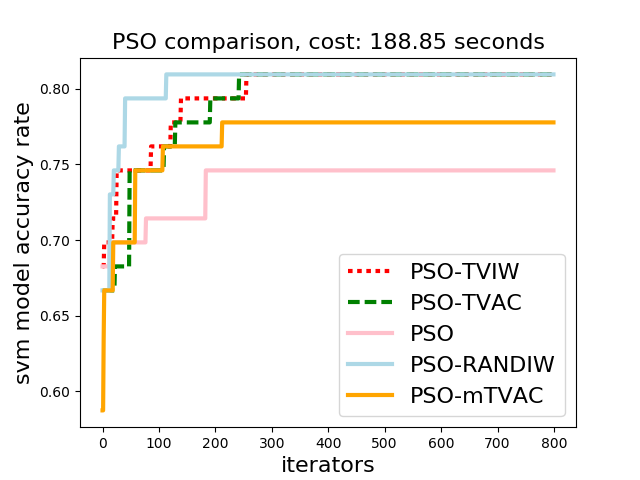 PSO comparison, cost: 188.85 seconds
svm model accuracy rate
0.80
0.75
0.70
0.65
0.60
PSO-TVIW
PSO-TVAC
PSO
PSO-RANDIW
PSO-mTVAC
0 100 200 300 400 500 600 700 800
iterators